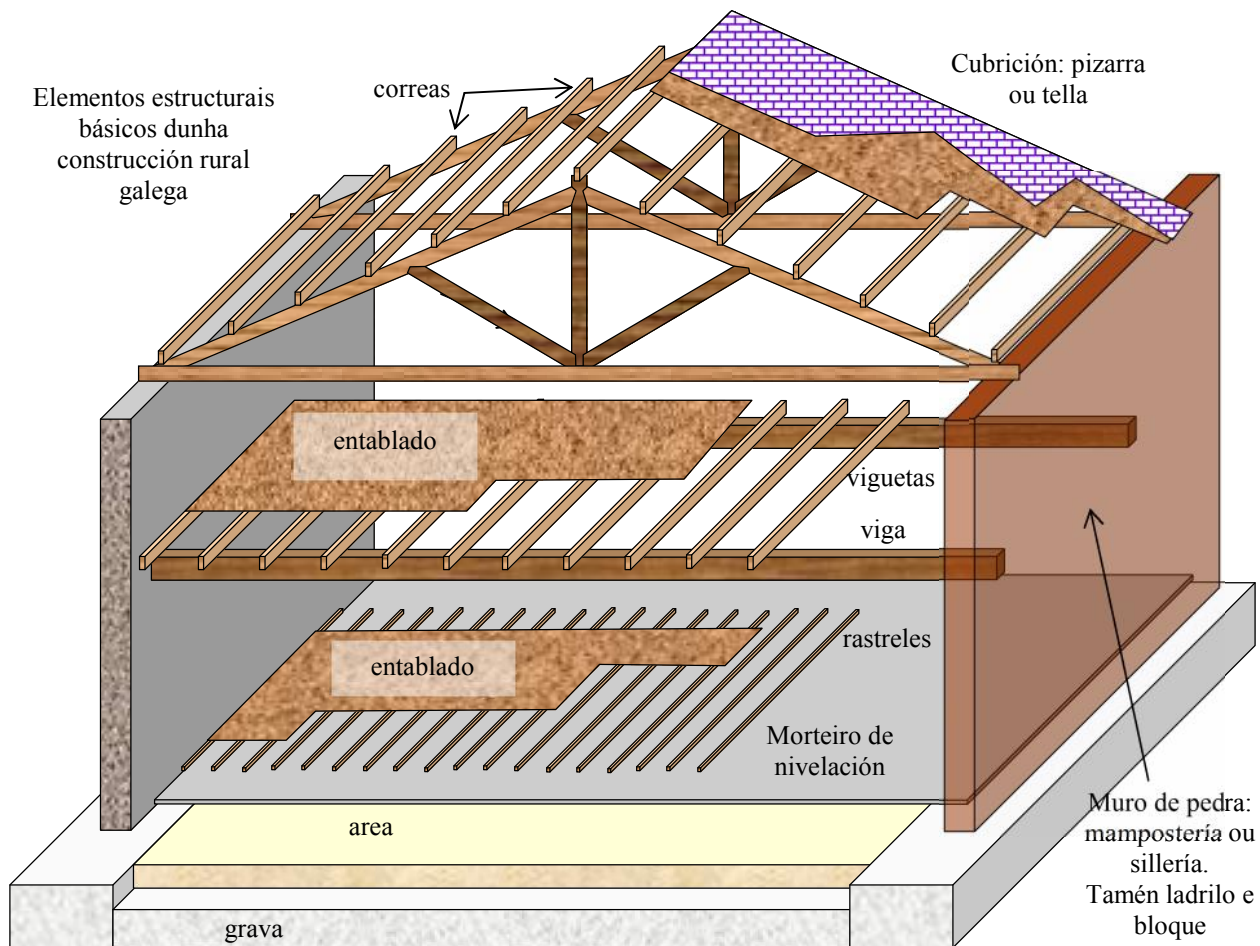 Elementos estructurais
básicos dunha
construcción rural
galega
correas
Cubrición: pizarra
ou tella
entablado
viguetas
viga
rastreles
entablado
Morteiro de
nivelación
area
grava
Muro de pedra:
mampostería ou
sillería.
Tamén ladrilo e
bloque